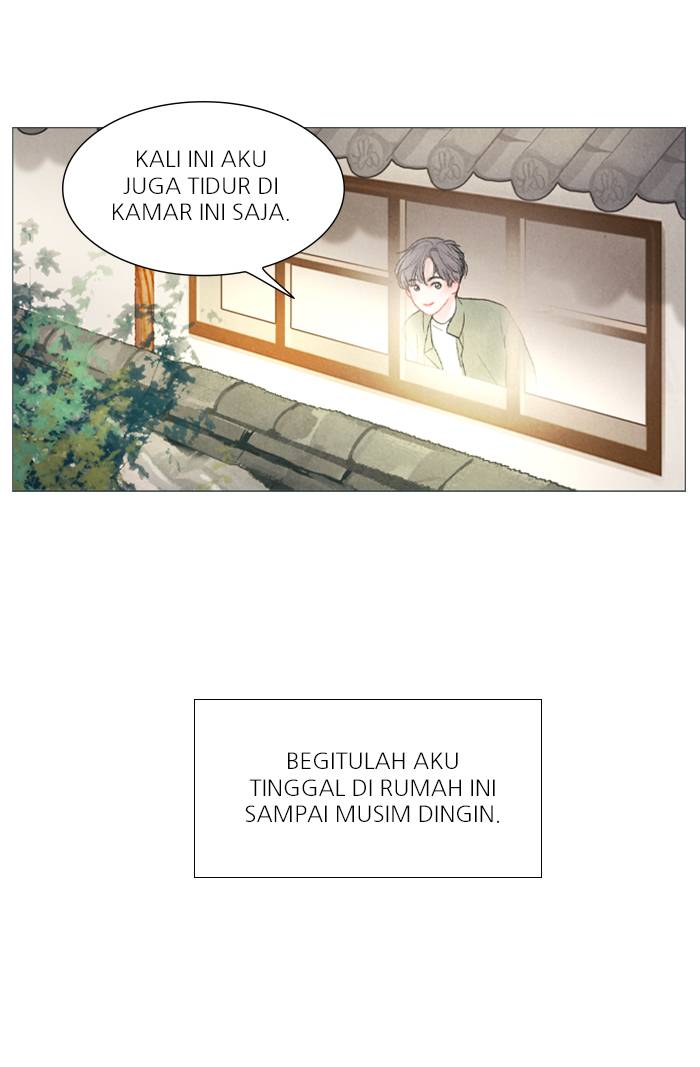 KALI INI AKU
JUGA TIDUR DI
KAMAR INI SAJA.
BEGITULAH AKU
TINGGAL DI RUMAH INI
SAMPAI MUSIM DINGIN.